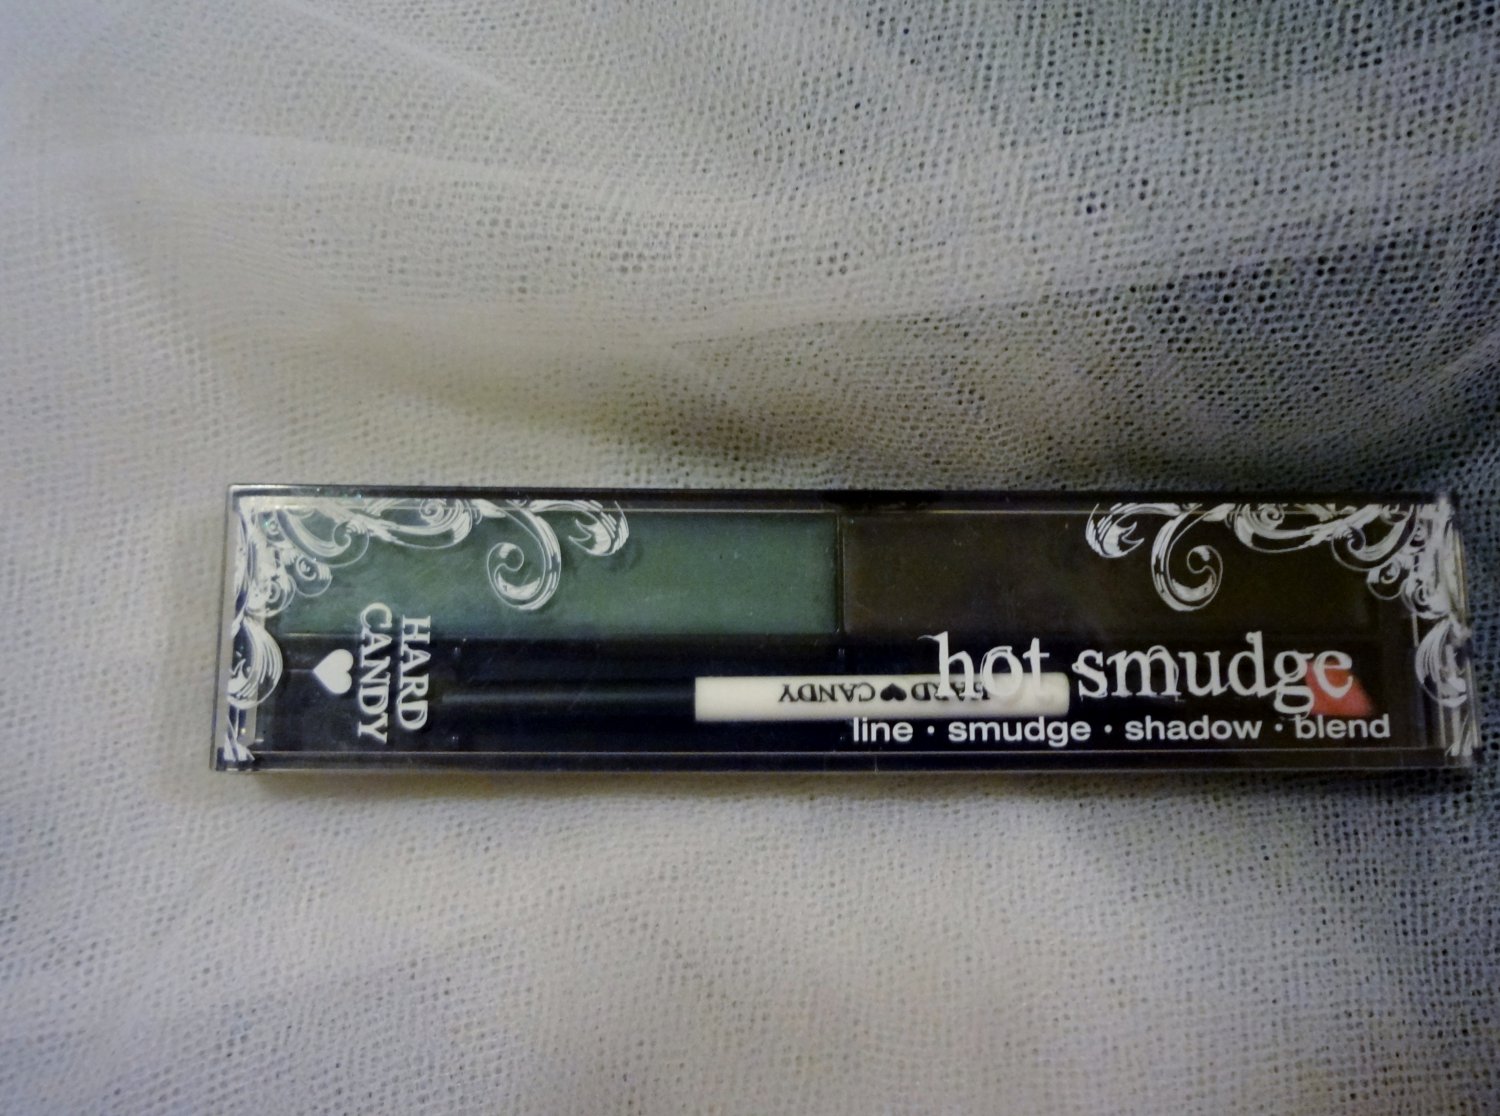 HARD
CANDY
hot smudge
HARD CANDY
line · smudge · shadow · blend